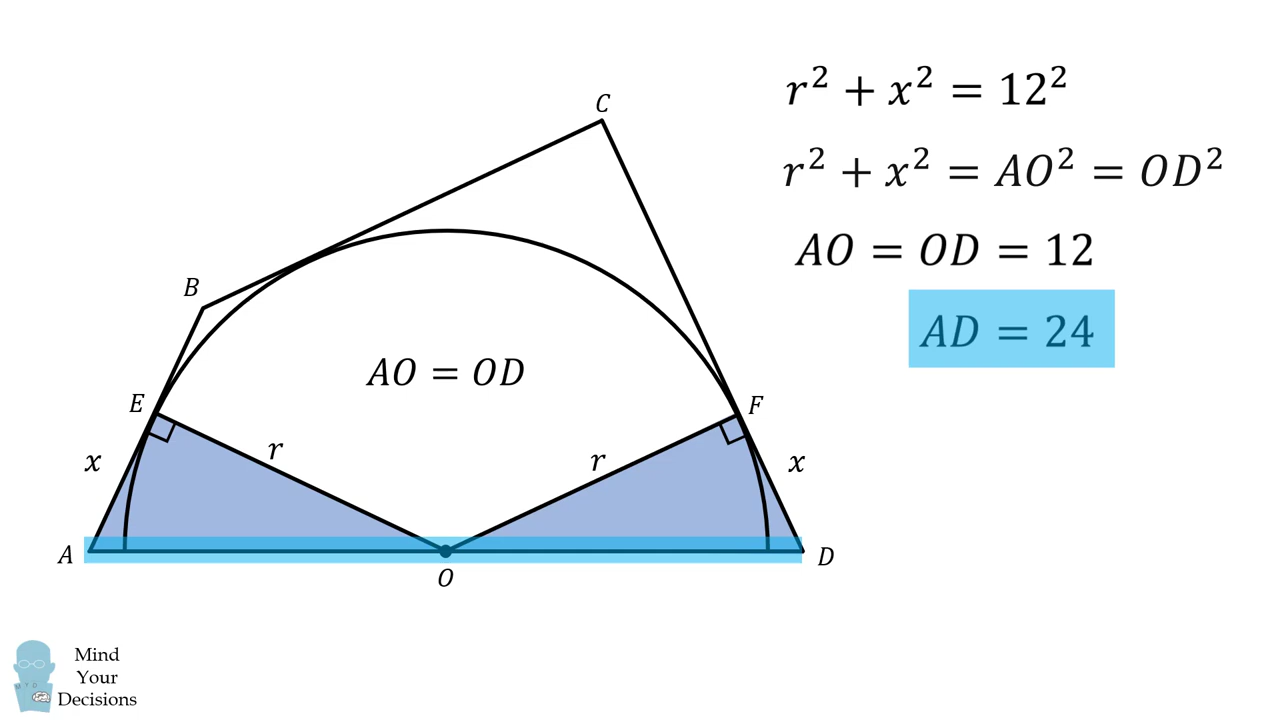 C
B
E
F
x
r
r
x
AO = OD
A
O
D
r² + x² = 12²
r² + x² = AO² = OD²
AO = OD = 12
AD = 24
Mind
Your
Decisions